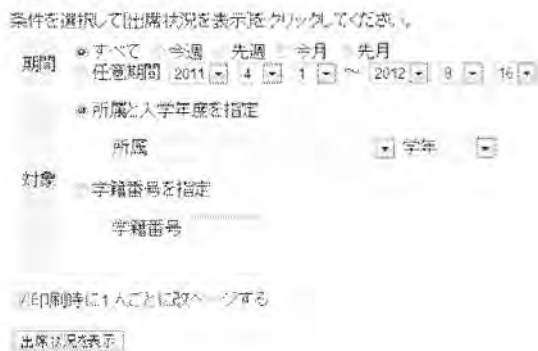 条件を選択して[出席状況を表示]をクリックしてください。
期間 すべて 今週 先週 今月 先月
任意期間 2011 4 1 ～ 2012 8 16
対象 所属と入学年度を指定
所属 学年
学籍番号を指定
学籍番号
印刷時に1人ごとに改ページする
出席状況を表示